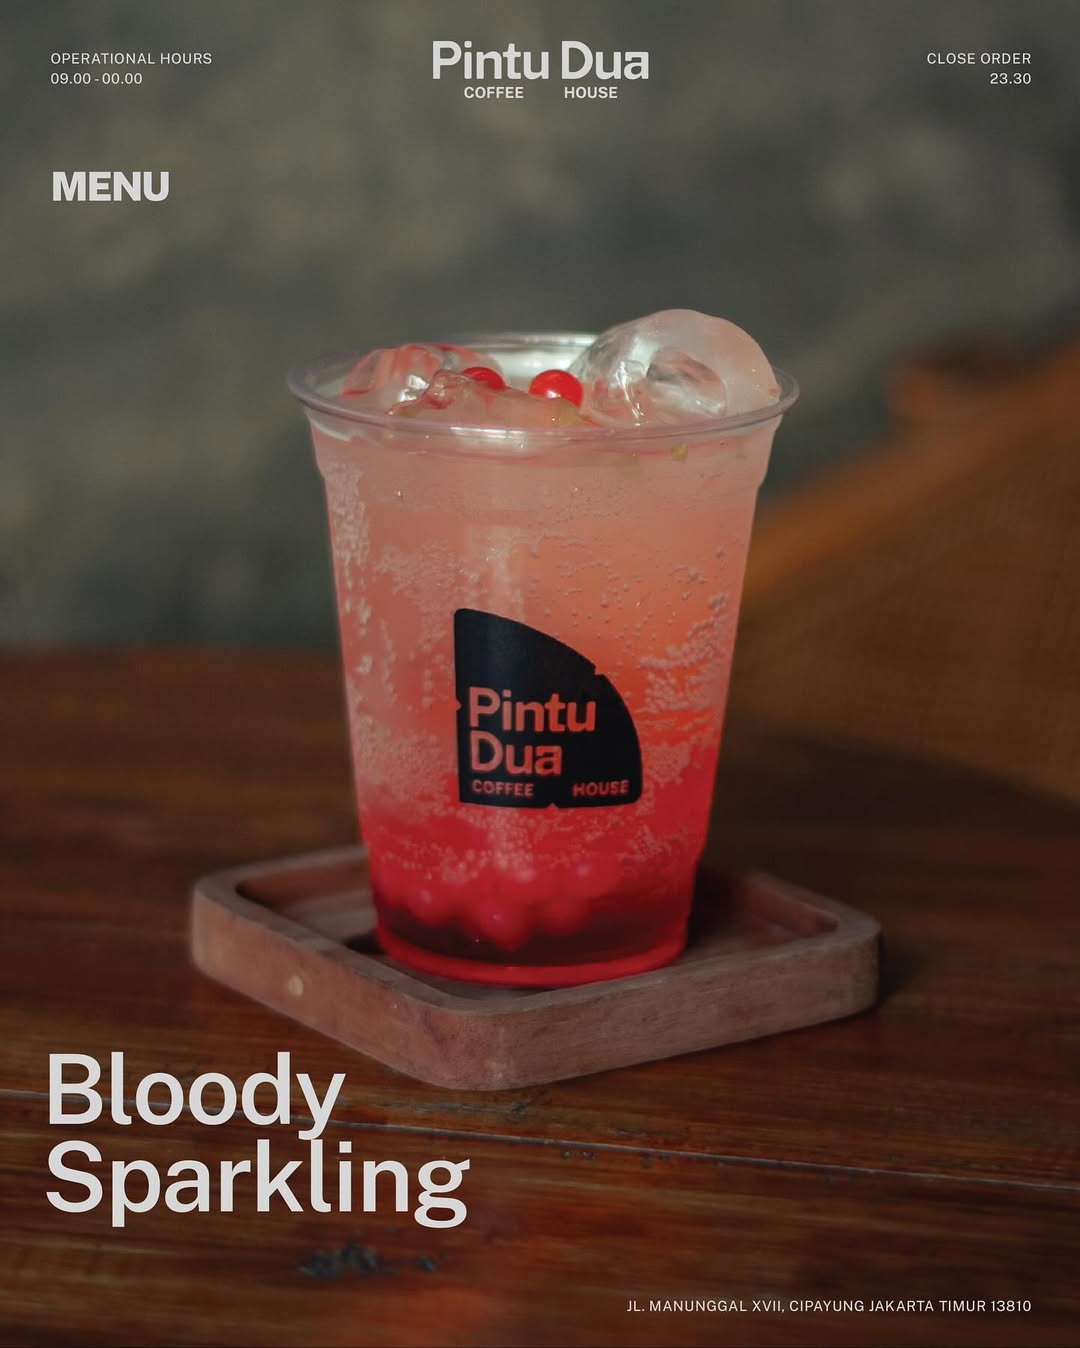 OPERATIONAL HOURS
09.00 - 00.00
Pintu Dua
COFFEE HOUSE
CLOSE ORDER
23.30
MENU
Pintu
Dua
COFFEE HOUSE
Bloody
Sparkling
JL. MANUNGGAL XVII, CIPAYUNG JAKARTA TIMUR 13810